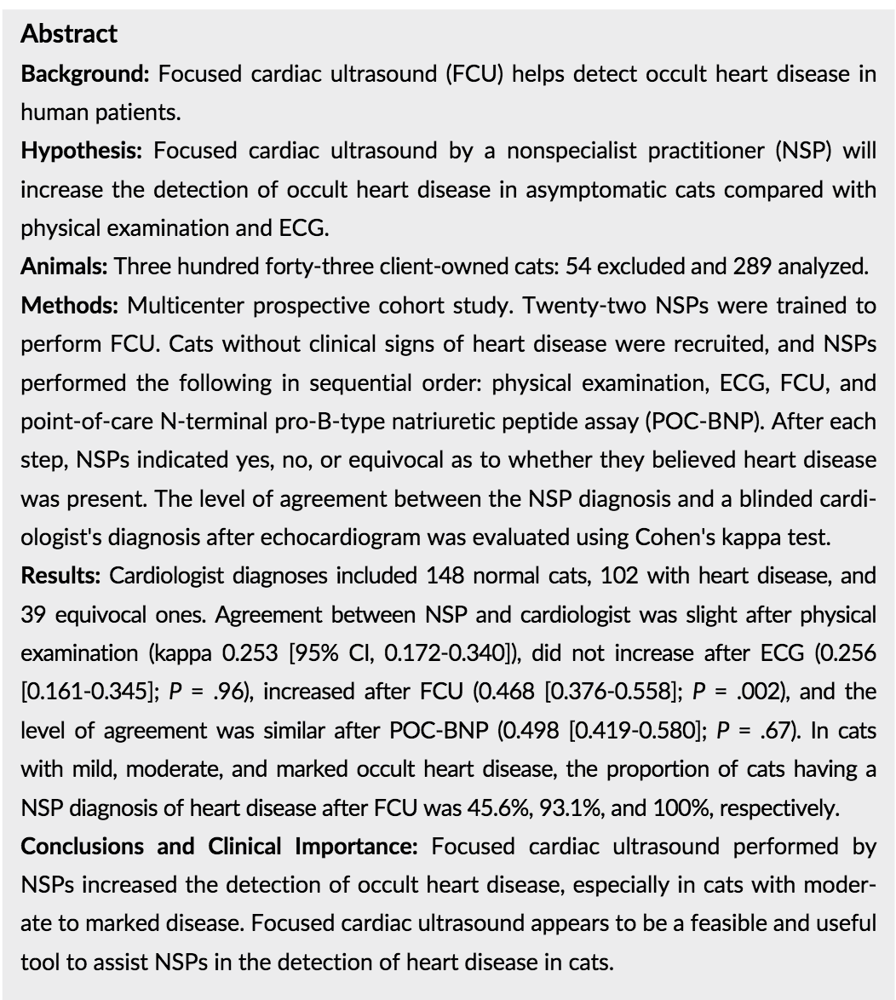 Abstract
Background: Focused cardiac ultrasound (FCU) helps detect occult heart disease in
human patients.
Hypothesis: Focused cardiac ultrasound by a nonspecialist practitioner (NSP) will
increase the detection of occult heart disease in asymptomatic cats compared with
physical examination and ECG.
Animals: Three hundred forty-three client-owned cats: 54 excluded and 289 analyzed.
Methods: Multicenter prospective cohort study. Twenty-two NSPs were trained to
perform FCU. Cats without clinical signs of heart disease were recruited, and NSPs
performed the following in sequential order: physical examination, ECG, FCU, and
point-of-care N-terminal pro-B-type natriuretic peptide assay (POC-BNP). After each
step, NSPs indicated yes, no, or equivocal as to whether they believed heart disease
was present. The level of agreement between the NSP diagnosis and a blinded cardi-
ologist's diagnosis after echocardiogram was evaluated using Cohen's kappa test.
Results: Cardiologist diagnoses included 148 normal cats, 102 with heart disease, and
39 equivocal ones. Agreement between NSP and cardiologist was slight after physical
examination (kappa 0.253 [95% CI, 0.172-0.340]), did not increase after ECG (0.256
[0.161-0.345]; P = .96), increased after FCU (0.468 [0.376-0.558]; P = .002), and the
level of agreement was similar after POC-BNP (0.498 [0.419-0.580]; P = .67). In cats
with mild, moderate, and marked occult heart disease, the proportion of cats having a
NSP diagnosis of heart disease after FCU was 45.6%, 93.1%, and 100%, respectively.
Conclusions and Clinical Importance: Focused cardiac ultrasound performed by
NSPs increased the detection of occult heart disease, especially in cats with moder-
ate to marked disease. Focused cardiac ultrasound appears to be a feasible and useful
tool to assist NSPs in the detection of heart disease in cats.